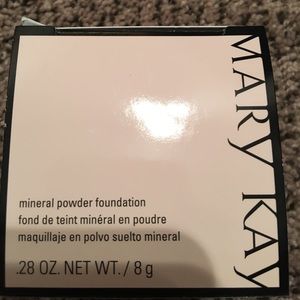 MARY KAY
mineral powder foundation
fond de teint minéral en poudre
maquillaje en polvo suelto mineral
.28 OZ. NET WT. / 8 g